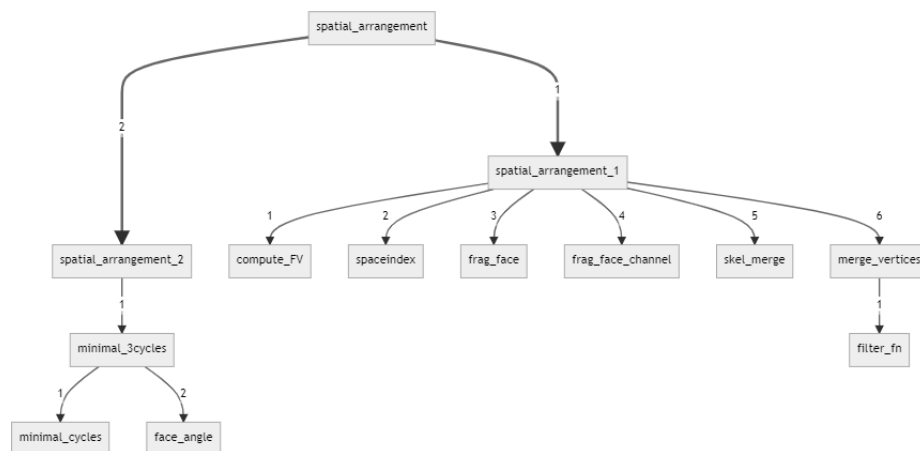 spatial_arrangement
1
2
spatial_arrangement_1
1
2
3
4
5
6
spatial_arrangement_2
compute_FV
spaceindex
frag_face
frag_face_channel
skel_merge
merge_vertices
1
1
minimal_3cycles
filter_fn
1
2
minimal_cycles
face_angle